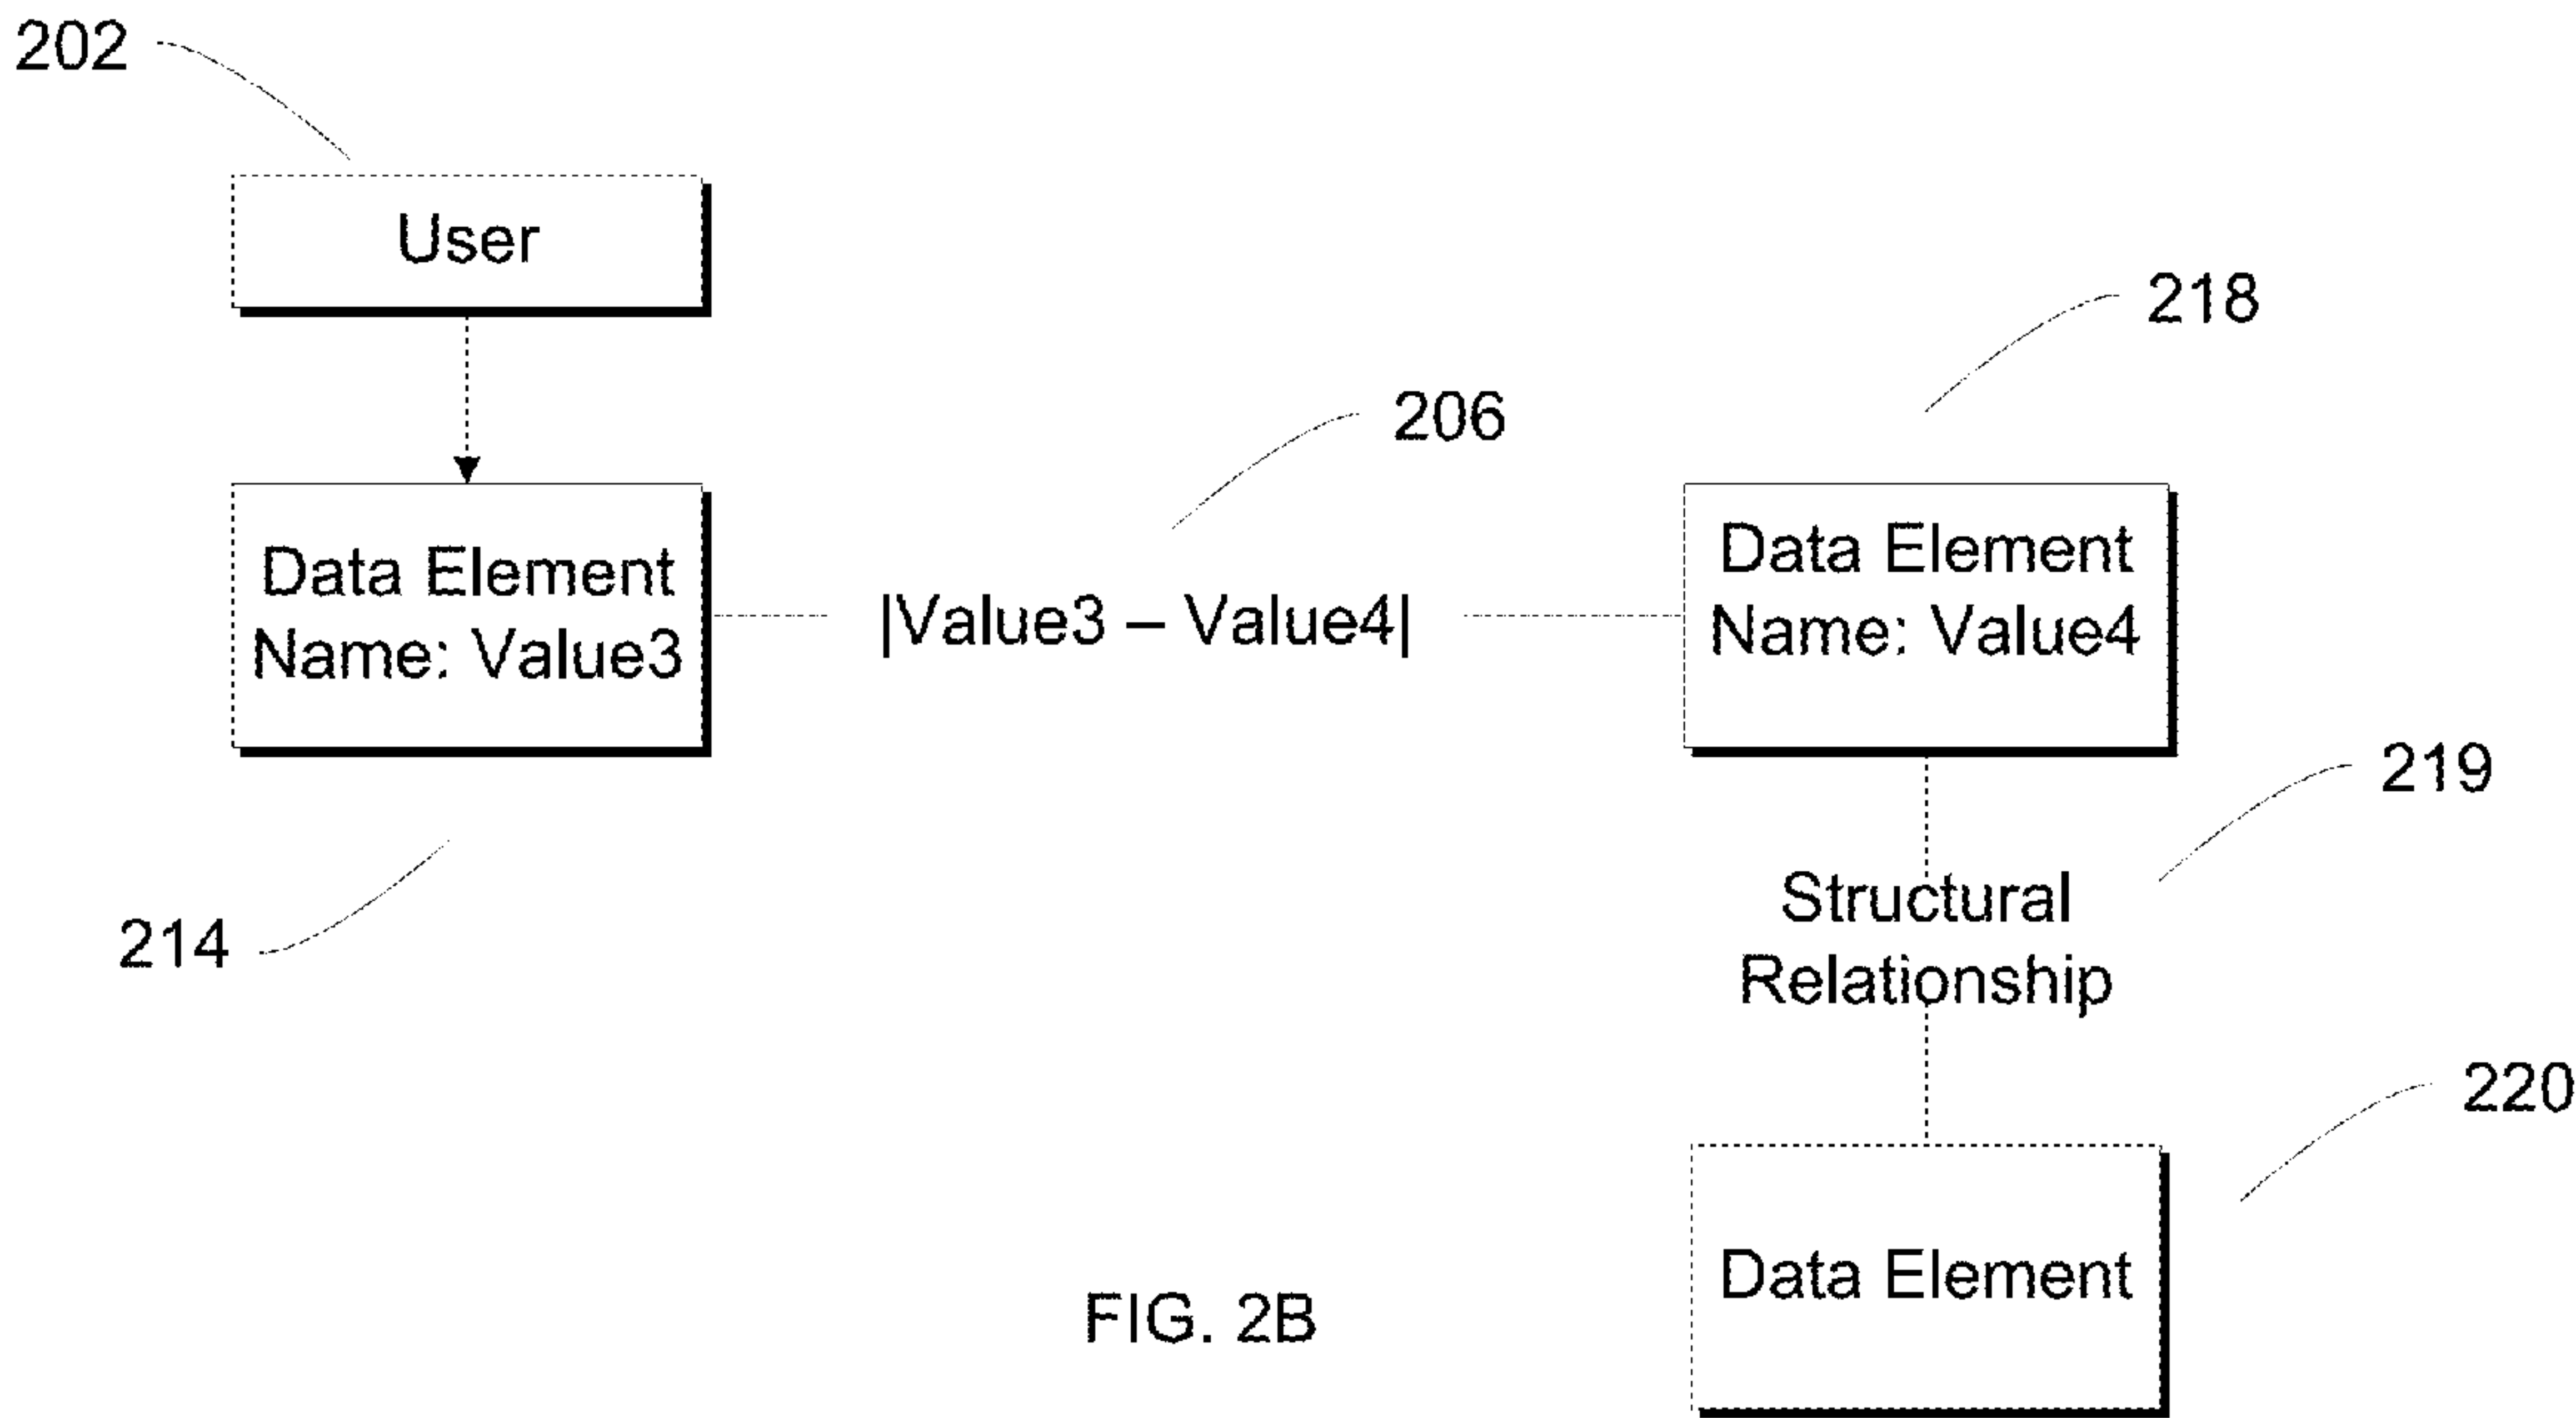 202
User
218
206
Data Element
Name: Value3
|Value3 – Value4|
Data Element
Name: Value4
219
214
Structural
Relationship
220
Data Element
FIG. 2B